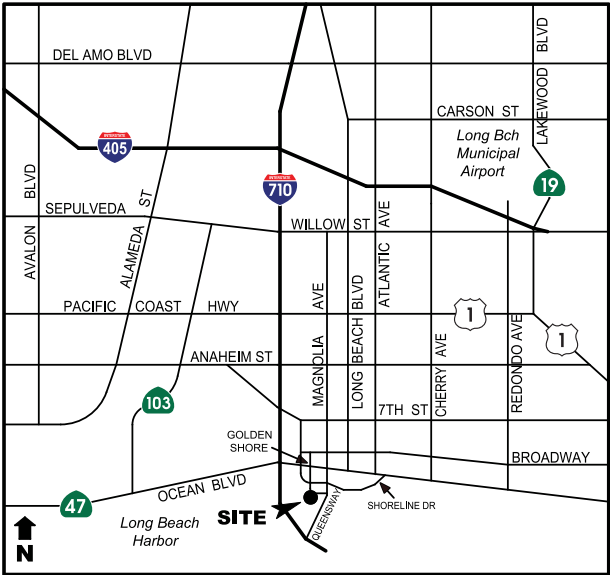 DEL AMO BLVD
LAKEWOOD BLVD
CARSON ST
Long Bch
Municipal
Airport
INTERSTATE
405
INTERSTATE
710
19
AVALON BLVD
SEPULVEDA
ALAMEDA ST
WILLOW ST
ATLANTIC AVE
PACIFIC COAST HWY
MAGNOLIA AVE
LONG BEACH BLVD
1
CHERRY AVE
REDONDO AVE
1
ANAHEIM ST
103
7TH ST
GOLDEN
SHORE
BROADWAY
OCEAN BLVD
47
SITE
QUEENSWAY
SHORELINE DR
Long Beach
Harbor
N